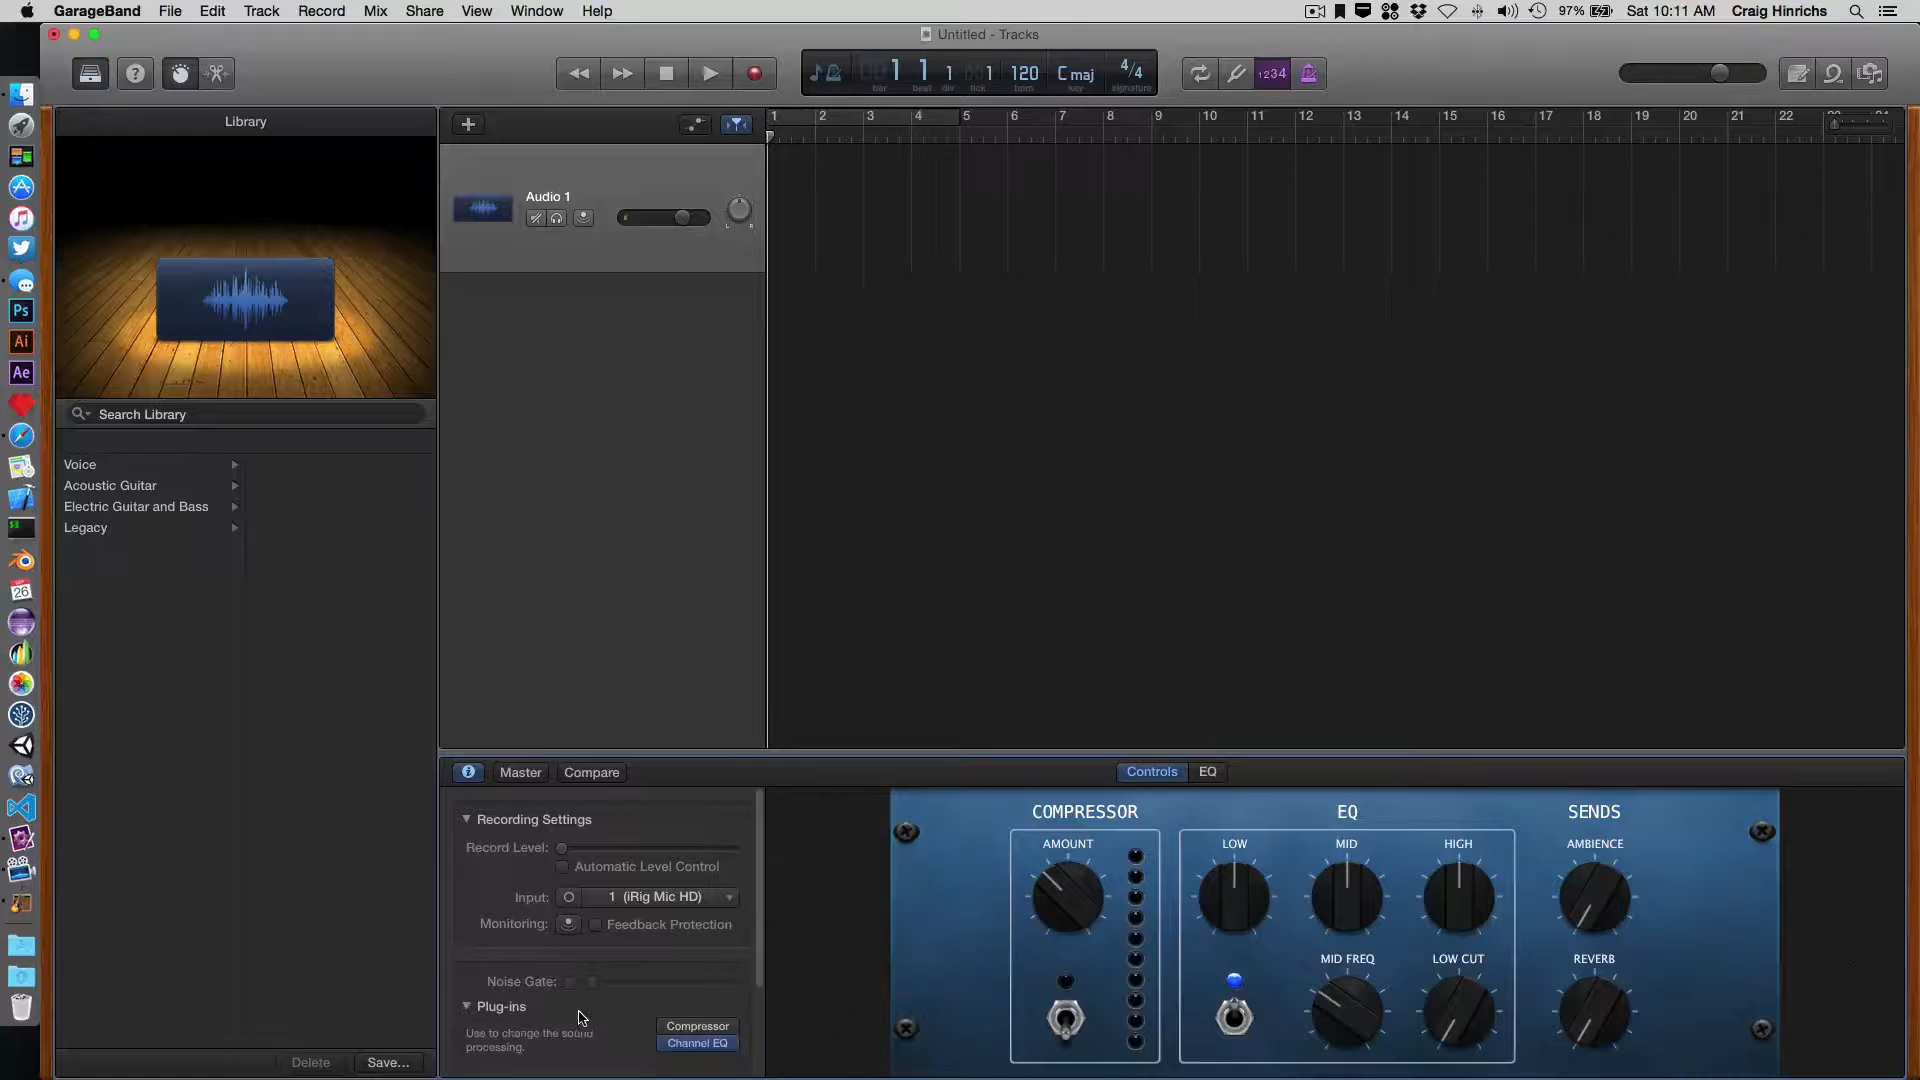 GarageBand File Edit Track Record Mix Share View Window Help 97% Sat 10:11 AM Craig Hinrichs
Untitled - Tracks
1 1 1 1 120 C maj 4/4
bar beat div tick bpm key signature
1234
Library
1 2 3 4 5 6 7 8 9 10 11 12 13 14 15 16 17 18 19 20 21 22
Audio 1
L R
Ps
Ai
Ae
Search Library
Voice
Acoustic Guitar
Electric Guitar and Bass
Legacy
SEP
26
Delete Save...
Master Compare Controls EQ
Recording Settings
Record Level:
Automatic Level Control
Input: 1 (iRig Mic HD)
Monitoring: Feedback Protection
Noise Gate:
Plug-ins
Use to change the sound
processing.
Compressor
Channel EQ
COMPRESSOR EQ SENDS
AMOUNT LOW MID HIGH AMBIENCE
MID FREQ LOW CUT REVERB